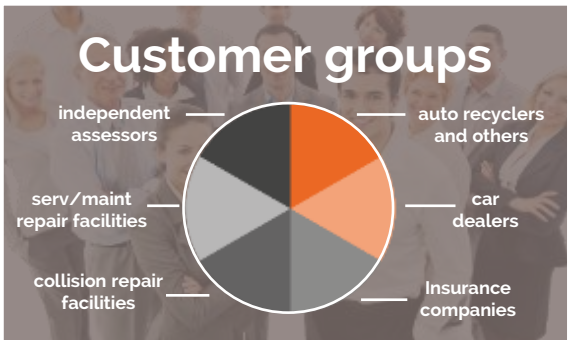 Customer groups
independent
assessors
auto recyclers
and others
serv/maint
repair facilities
car
dealers
collision repair
facilities
Insurance
companies